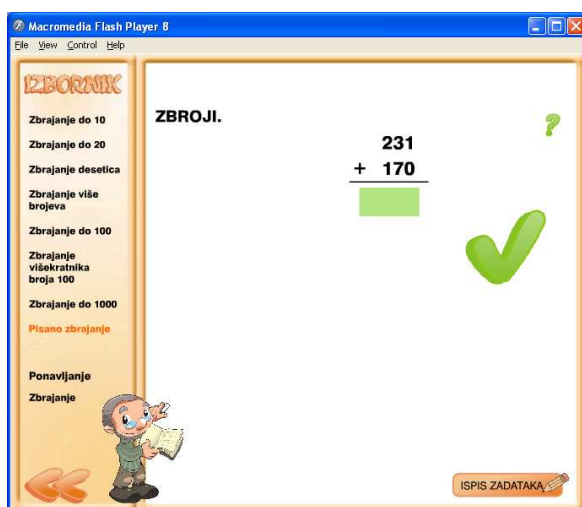 Macromedia Flash Player 8
File View Control Help
IZBORNIK
Zbrajanje do 10
Zbrajanje do 20
Zbrajanje desetica
Zbrajanje više
brojeva
Zbrajanje do 100
Zbrajanje
višekratnika
broja 100
Zbrajanje do 1000
Pisano zbrajanje
Ponavljanje
Zbrajanje
ZBROJI.
?
231
+ 170
ISPIS ZADATAKA